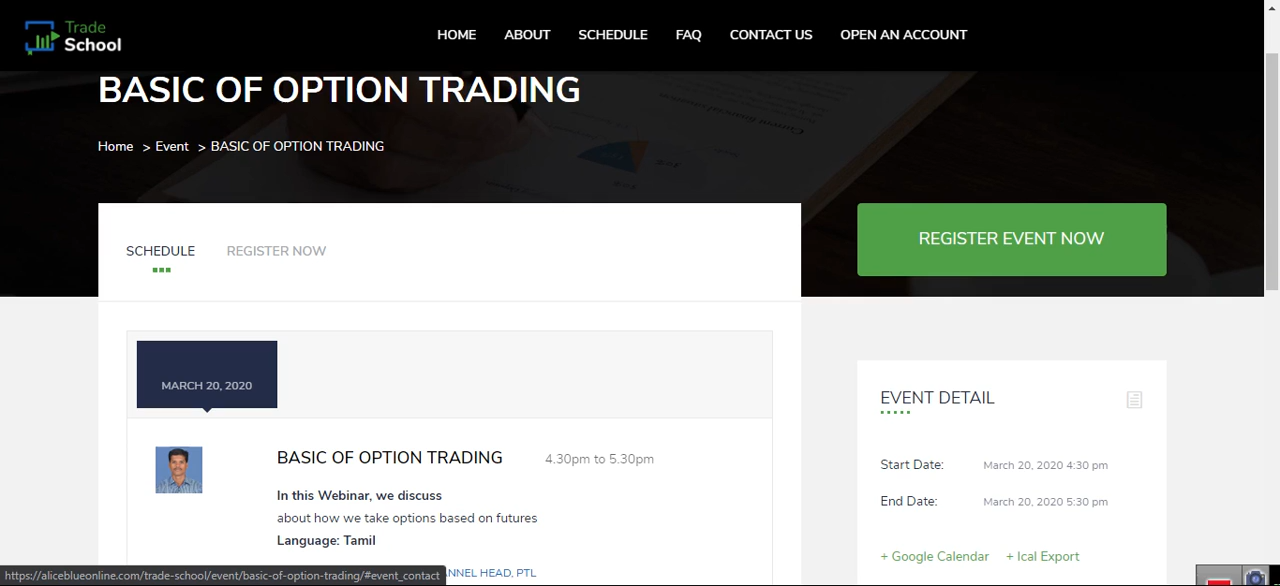 Trade
School
HOME ABOUT SCHEDULE FAQ CONTACT US OPEN AN ACCOUNT
BASIC OF OPTION TRADING
Home > Event > BASIC OF OPTION TRADING
SCHEDULE REGISTER NOW
REGISTER EVENT NOW
MARCH 20, 2020
BASIC OF OPTION TRADING 4.30pm to 5.30pm
In this Webinar, we discuss
about how we take options based on futures
Language: Tamil
NNEL HEAD, PTL
EVENT DETAIL
Start Date: March 20, 2020 4:30 pm
End Date: March 20, 2020 5:30 pm
+ Google Calendar + Ical Export
https://aliceblueonline.com/trade-school/event/basic-of-option-trading/#event_contact